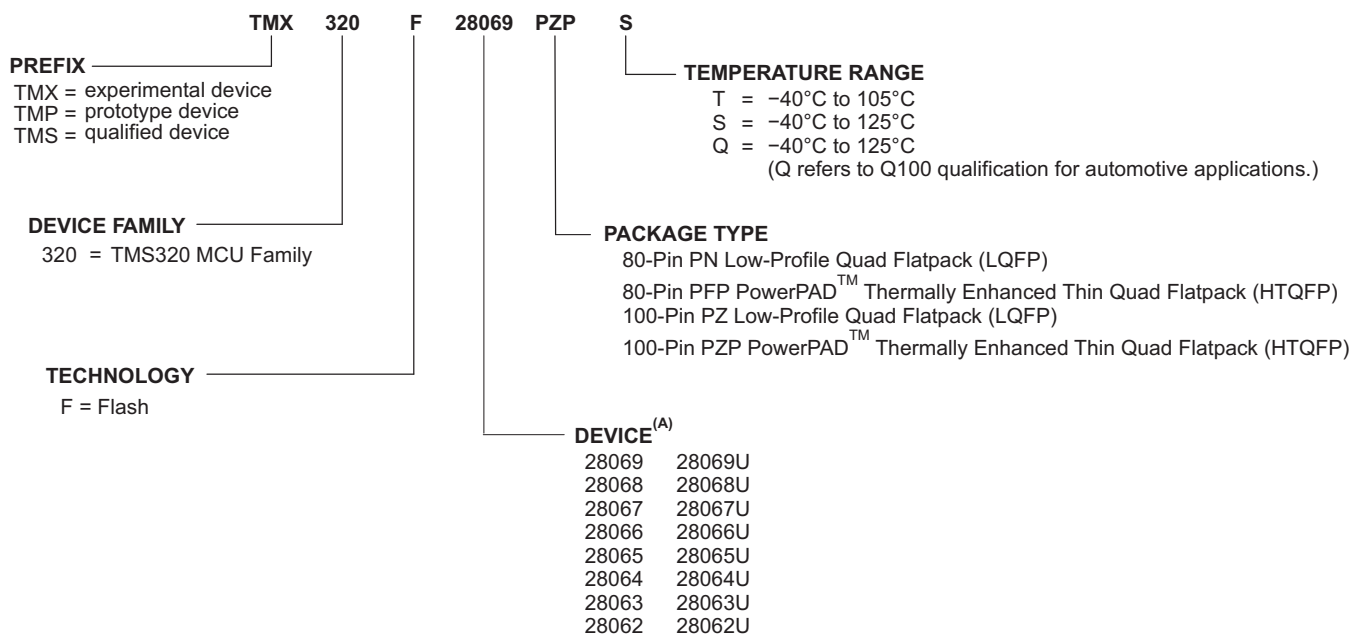 TMX 320 F 28069 PZP S
PREFIX
TMX = experimental device
TMP = prototype device
TMS = qualified device
TEMPERATURE RANGE
T = −40°C to 105°C
S = −40°C to 125°C
Q = −40°C to 125°C
(Q refers to Q100 qualification for automotive applications.)
DEVICE FAMILY
320 = TMS320 MCU Family
PACKAGE TYPE
80-Pin PN Low-Profile Quad Flatpack (LQFP)
80-Pin PFP PowerPAD™ Thermally Enhanced Thin Quad Flatpack (HTQFP)
100-Pin PZ Low-Profile Quad Flatpack (LQFP)
100-Pin PZP PowerPAD™ Thermally Enhanced Thin Quad Flatpack (HTQFP)
TECHNOLOGY
F = Flash
DEVICE(A)
28069 28069U
28068 28068U
28067 28067U
28066 28066U
28065 28065U
28064 28064U
28063 28063U
28062 28062U